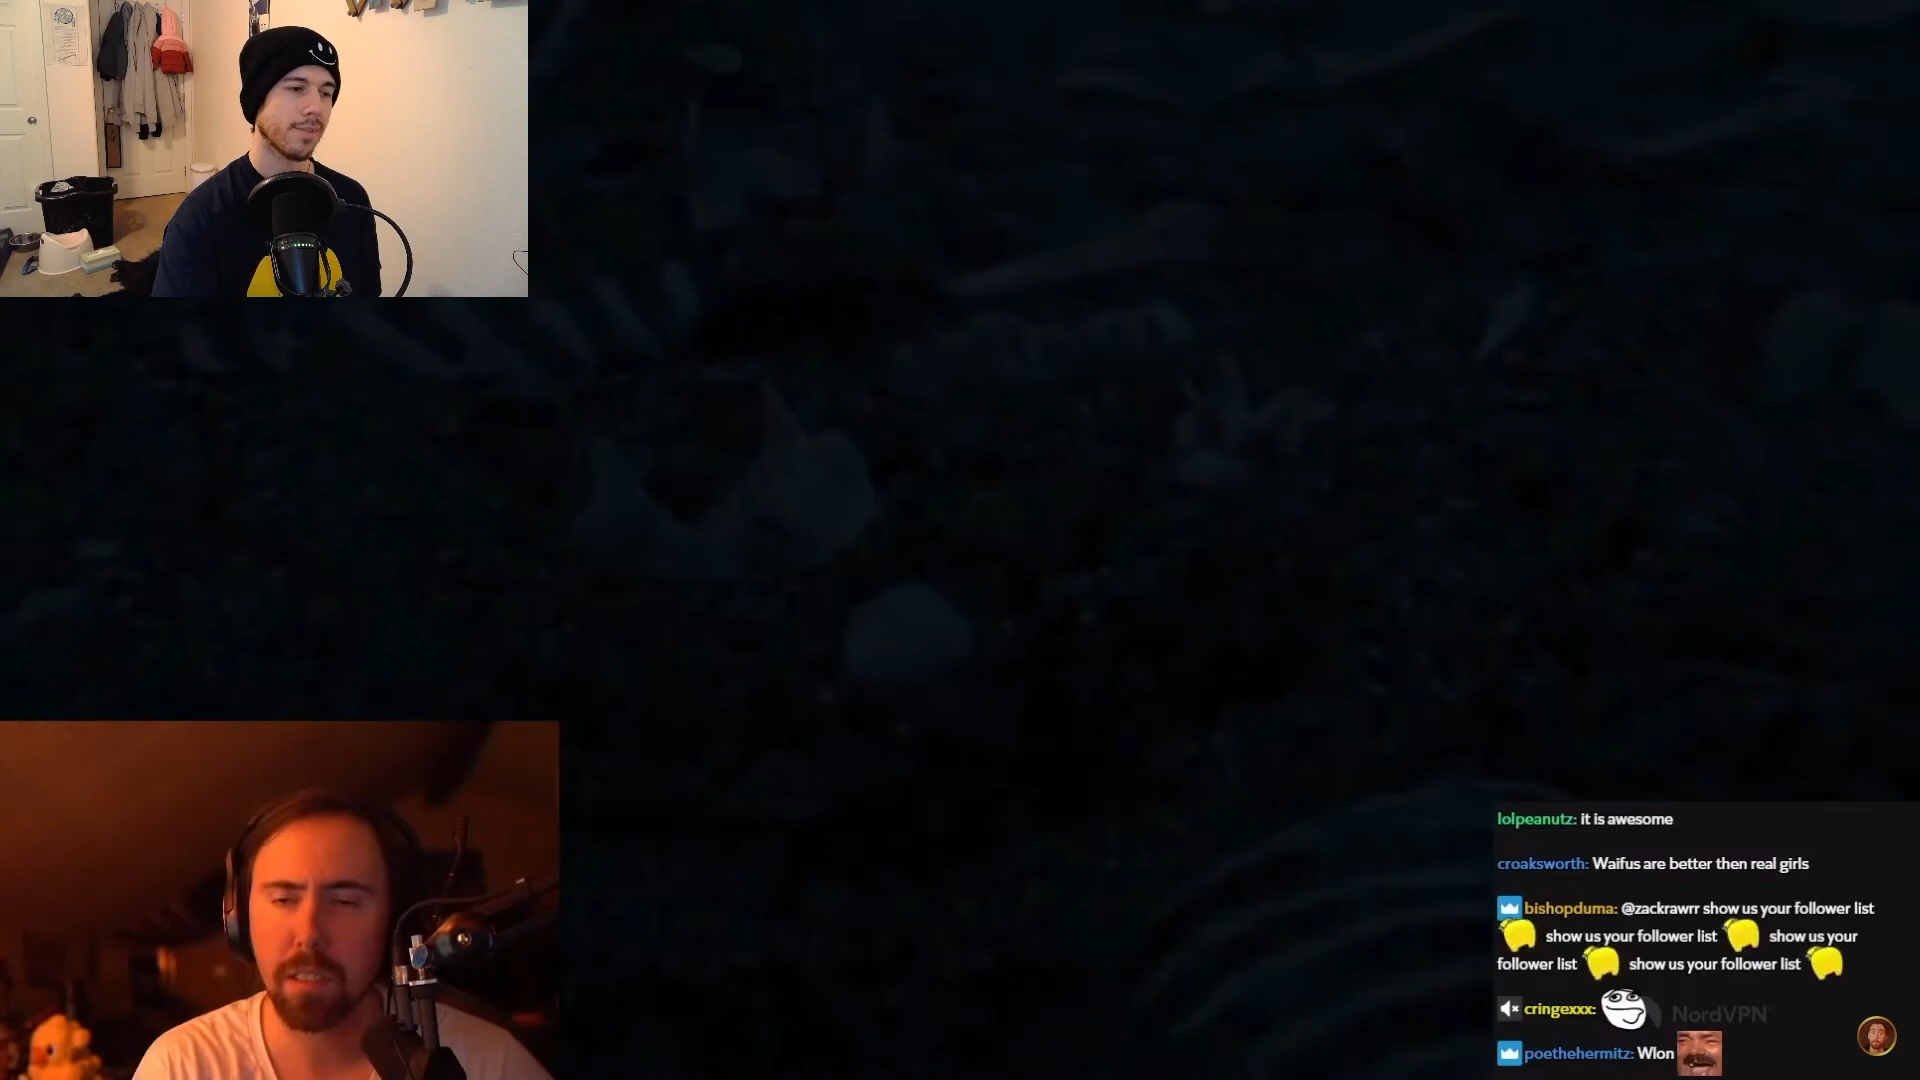 lolpeanutz: it is awesome
croaksworth: Waifus are better then real girls
bishopduma: @zackrawrr show us your follower list
show us your follower list show us your
follower list show us your follower list
cringexxx:
NordVPN
poethehermitz: Wlon